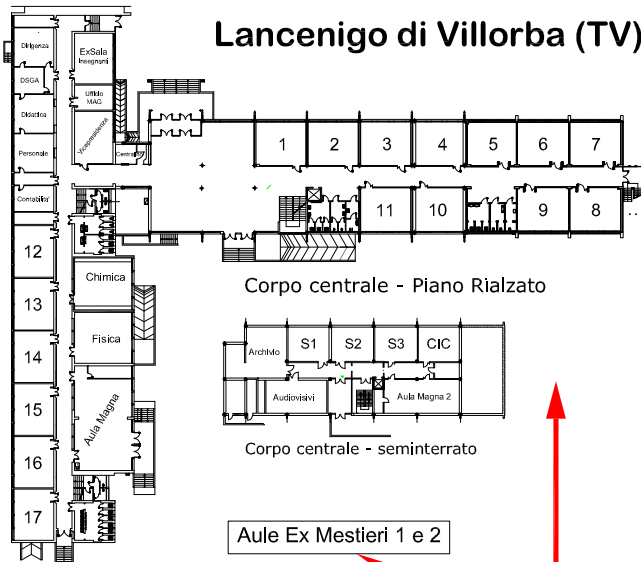 Lancenigo di Villorba (TV)
Dirigenza
ExSala
Insegnanti
DSGA
Ufficio
MAG
Didattica
Vicepresidenza
Personale
Central
Contabilita'
1
2
3
4
5
6
7
11
10
9
8
12
13
14
15
16
17
Chimica
Fisica
Aula Magna
Corpo centrale - Piano Rialzato
Archivio
S1
S2
S3
CIC
Audiovisivi
Aula Magna 2
Corpo centrale - seminterrato
Aule Ex Mestieri 1 e 2